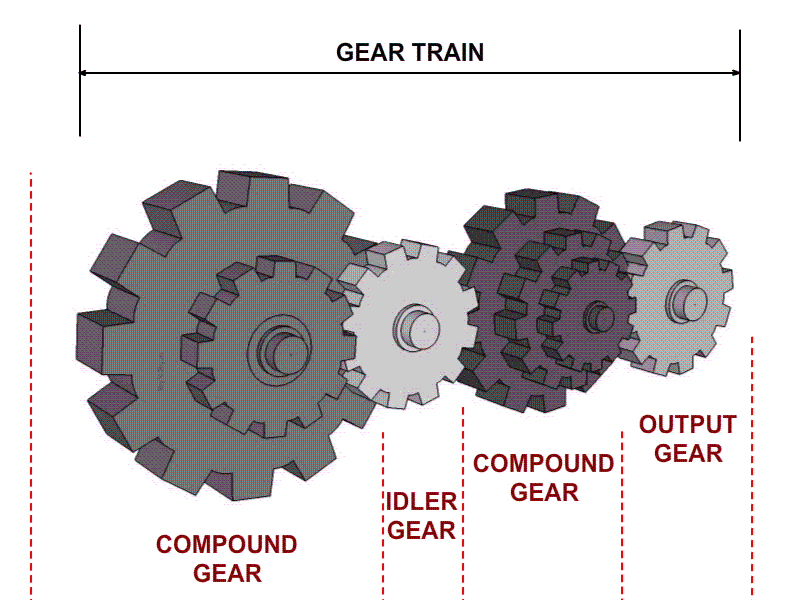 GEAR TRAIN
OUTPUT
GEAR
COMPOUND
GEAR
IDLER
GEAR
COMPOUND
GEAR